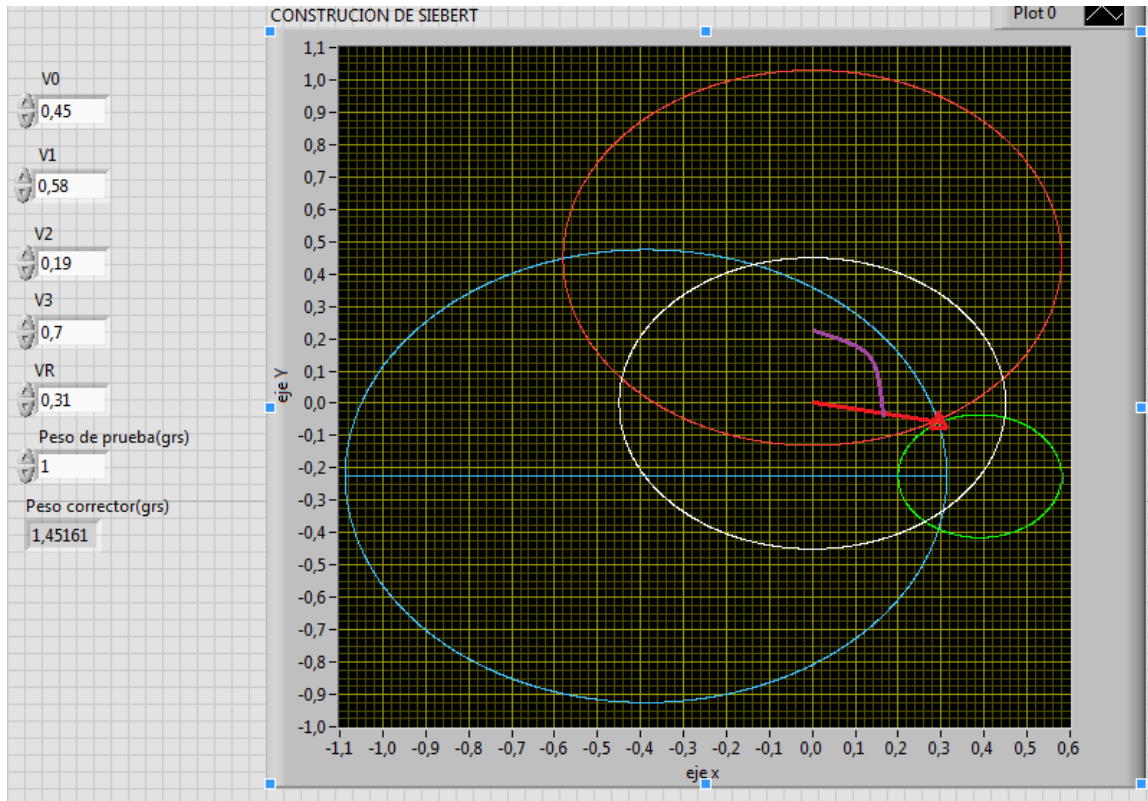 CONSTRUCION DE SIEBERT
Plot 0
V0
0,45
V1
0,58
V2
0,19
V3
0,7
VR
0,31
Peso de prueba(grs)
1
Peso corrector(grs)
1,45161
eje Y
1,1
1,0
0,9
0,8
0,7
0,6
0,5
0,4
0,3
0,2
0,1
0,0
-0,1
-0,2
-0,3
-0,4
-0,5
-0,6
-0,7
-0,8
-0,9
-1,0
-1,1 -1,0 -0,9 -0,8 -0,7 -0,6 -0,5 -0,4 -0,3 -0,2 -0,1 0,0 0,1 0,2 0,3 0,4 0,5 0,6
eje x